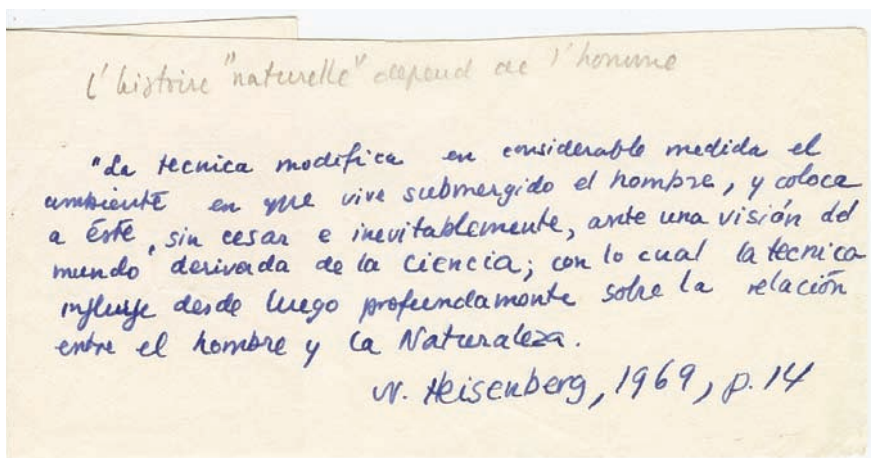 L'histoire "naturelle" depend de l'homme
"La tecnica modifica en considerable medida el
ambiente en que vive submergido el hombre, y coloca
a éste, sin cesar e inevitablemente, ante una visión del
mundo derivada de la ciencia; con lo cual la tecnica
influye desde luego profundamente sobre la relación
entre el hombre y la Naturaleza.
W. Heisenberg, 1969, p. 14